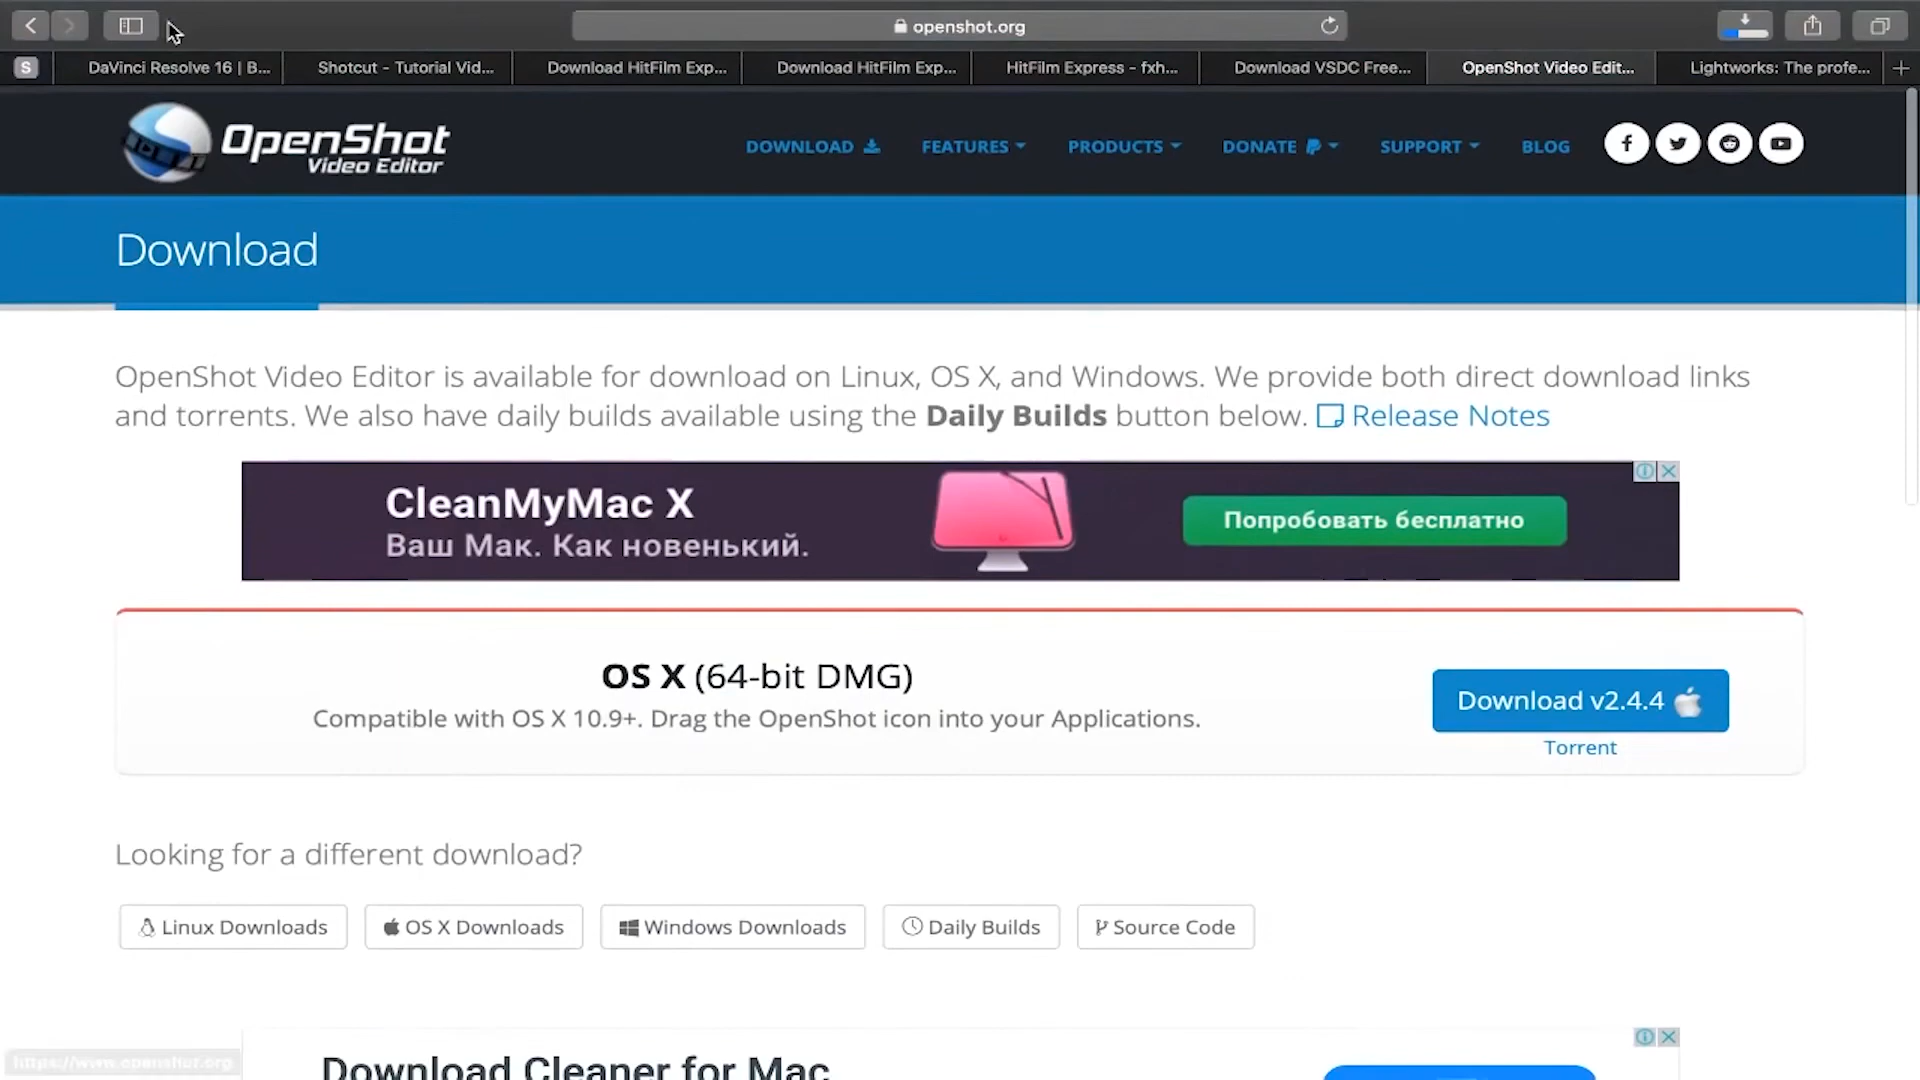 openshot.org
S
DaVinci Resolve 16 | B...
Shotcut - Tutorial Vid...
Download HitFilm Exp...
Download HitFilm Exp...
HitFilm Express - fxh...
Download VSDC Free...
OpenShot Video Edit...
Lightworks: The profe...
OpenShot
Video Editor
DOWNLOAD
FEATURES
PRODUCTS
DONATE
SUPPORT
BLOG
Download
OpenShot Video Editor is available for download on Linux, OS X, and Windows. We provide both direct download links
and torrents. We also have daily builds available using the Daily Builds button below. Release Notes
CleanMyMac X
Ваш Мак. Как новенький.
Попробовать бесплатно
OS X (64-bit DMG)
Compatible with OS X 10.9+. Drag the OpenShot icon into your Applications.
Download v2.4.4
Torrent
Looking for a different download?
Linux Downloads
OS X Downloads
Windows Downloads
Daily Builds
Source Code
https://www.openshot.org
Download Cleaner for Mac